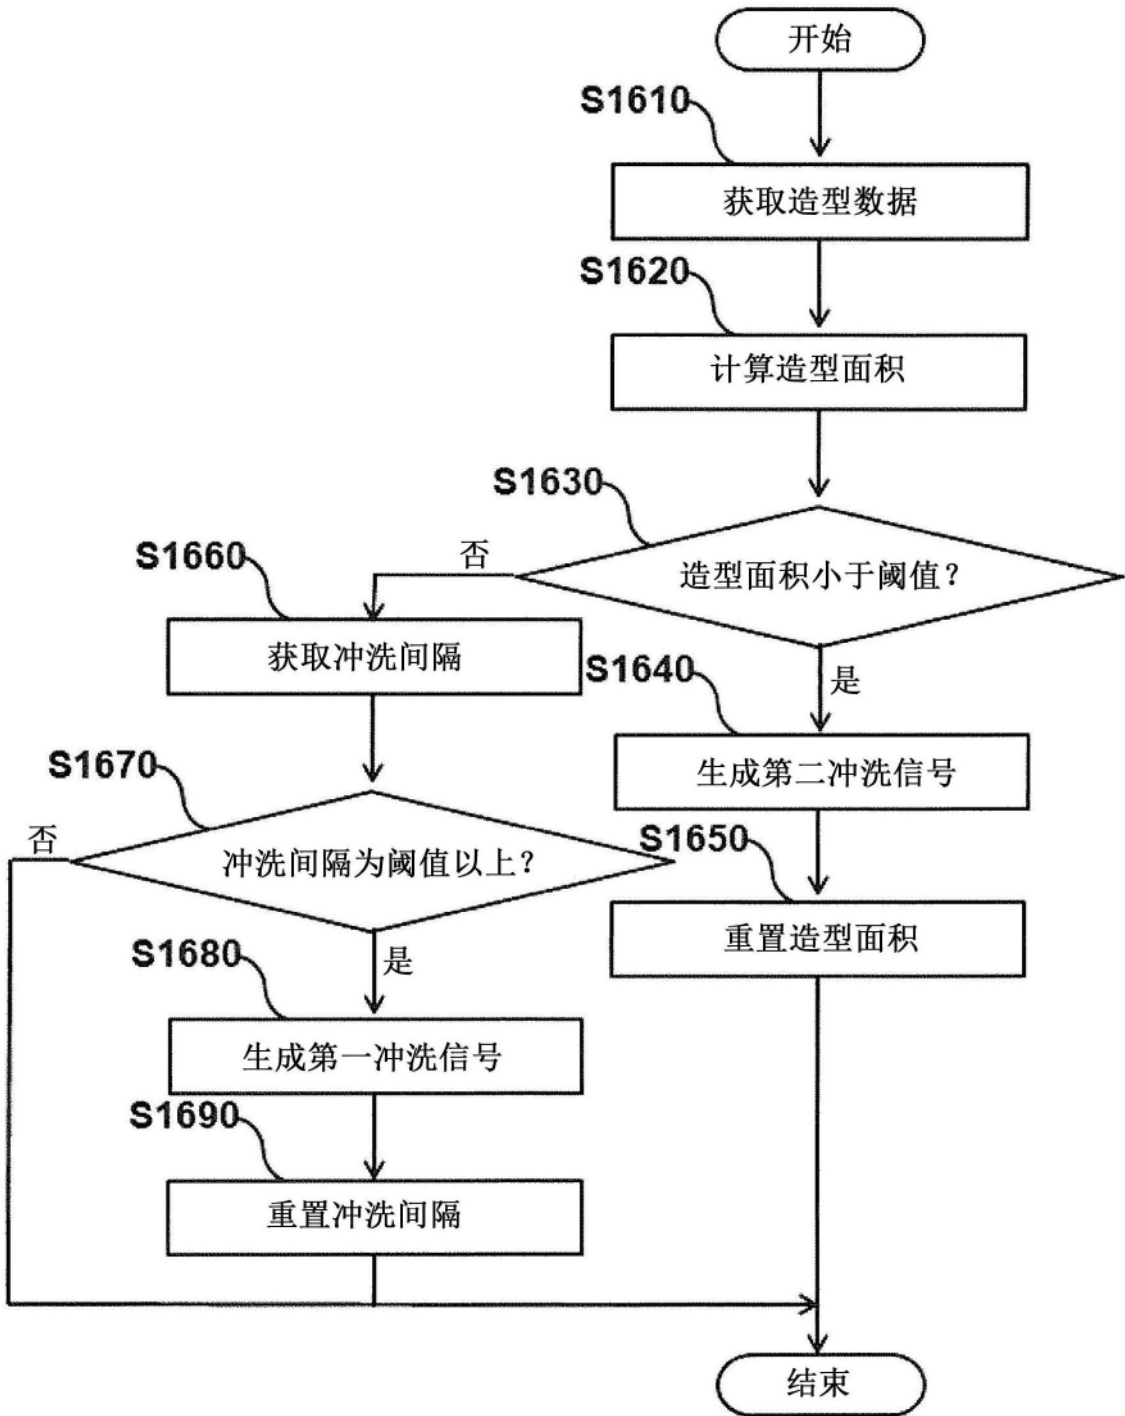 开始
S1610
获取造型数据
S1620
计算造型面积
S1630
造型面积小于阈值？
否
S1660
获取冲洗间隔
是
S1640
生成第二冲洗信号
S1670
冲洗间隔为阈值以上？
否
S1650
重置造型面积
是
S1680
生成第一冲洗信号
S1690
重置冲洗间隔
结束